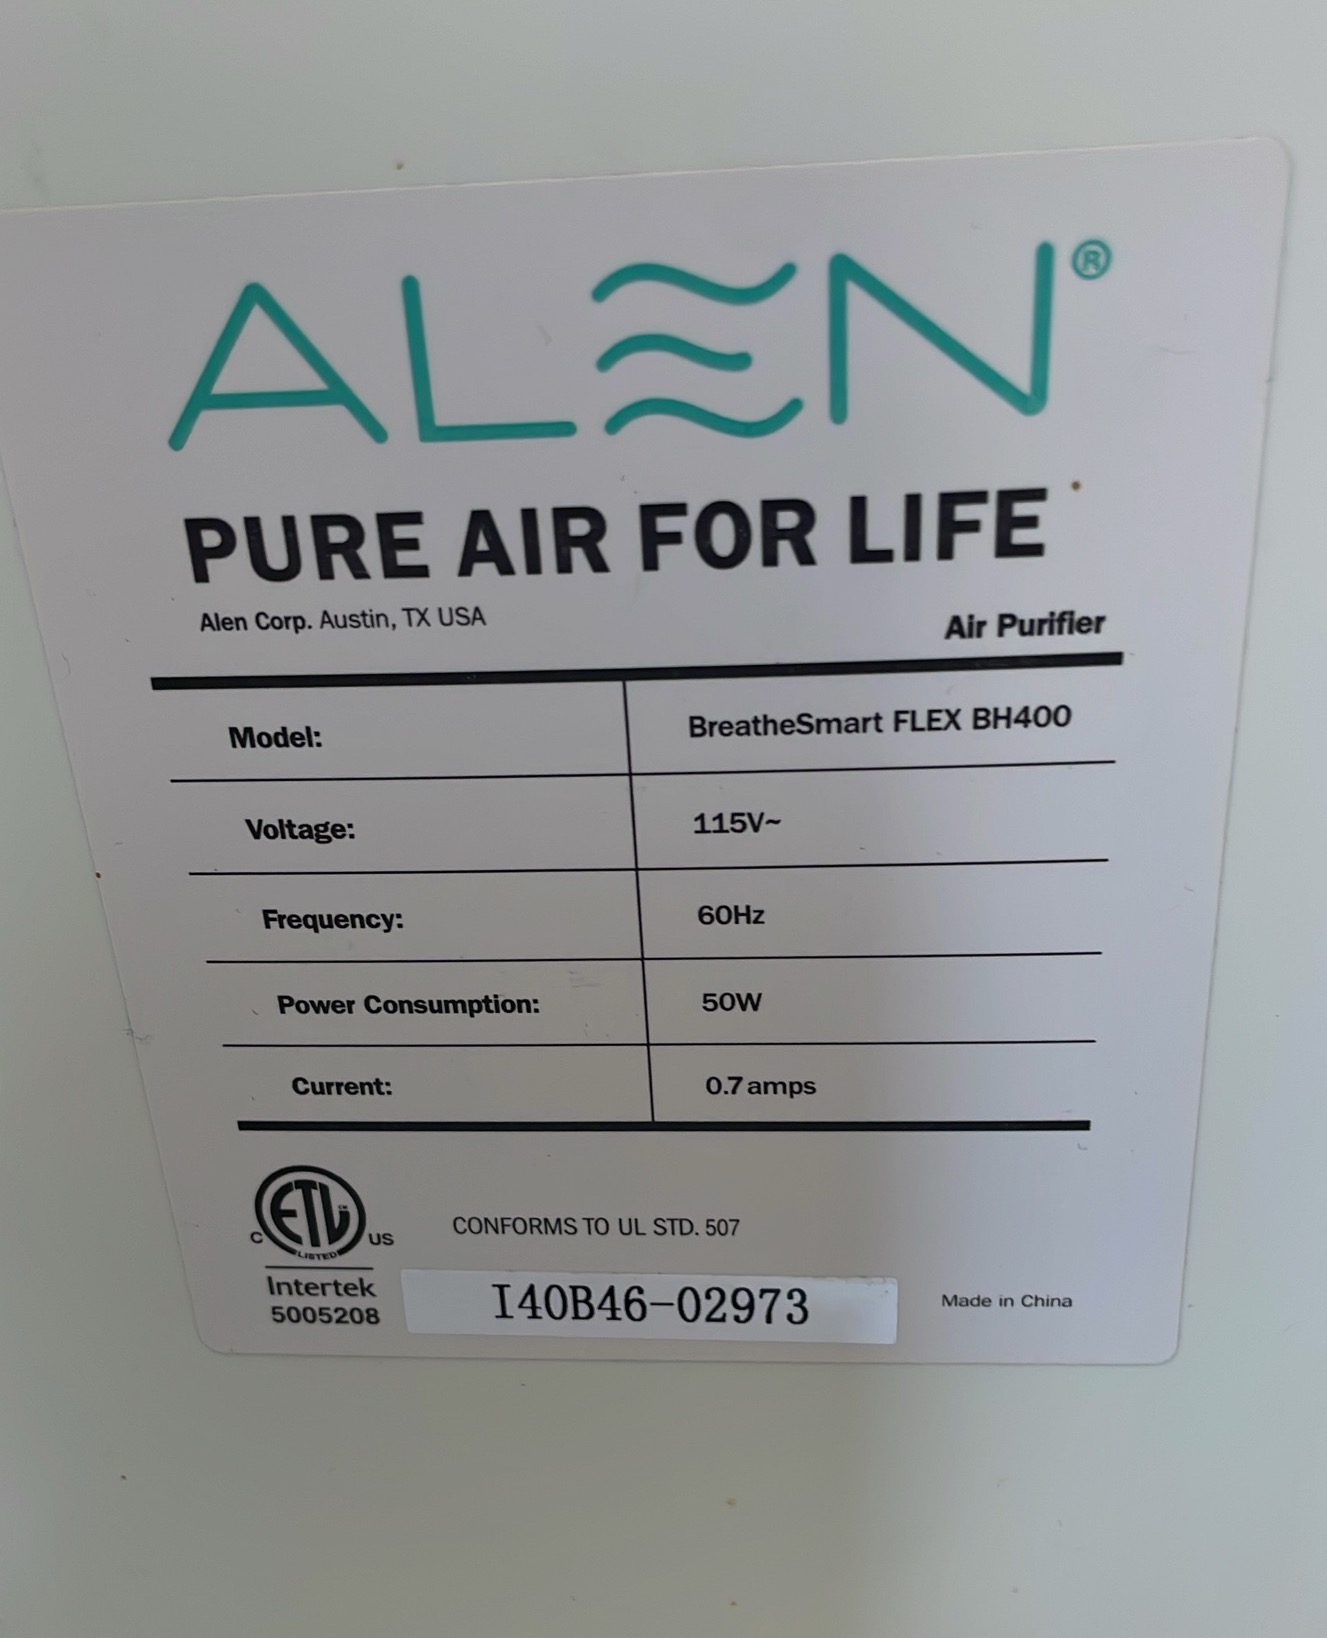 ALEN®
PURE AIR FOR LIFE
Alen Corp. Austin, TX USA
Air Purifier
Model: BreatheSmart FLEX BH400
Voltage: 115V~
Frequency: 60Hz
Power Consumption: 50W
Current: 0.7 amps
C ETL US
LISTED
CONFORMS TO UL STD. 507
Intertek
5005208
I40B46-02973
Made in China